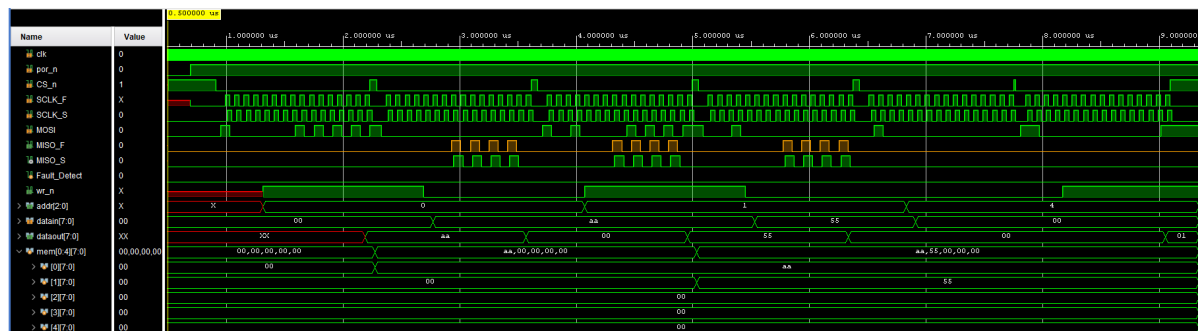 0.500000 us
Name Value
1.000000 us 2.000000 us 3.000000 us 4.000000 us 5.000000 us 6.000000 us 7.000000 us 8.000000 us 9.00000
clk 0
por_n 0
CS_n 1
SCLK_F X
SCLK_S 0
MOSI 0
MISO_F 0
MISO_S 0
Fault_Detect 0
wr_n X
addr[2:0] X X 0 1 4
datain[7:0] 00 00 aa 55 00
dataout[7:0] XX XX aa 00 55 00 01
mem[0:4][7:0] 00,00,00,00 00,00,00,00,00 aa,00,00,00,00 aa,55,00,00,00
[0][7:0] 00 00 aa
[1][7:0] 00 00 55
[2][7:0] 00 00
[3][7:0] 00 00
[4][7:0] 00 00